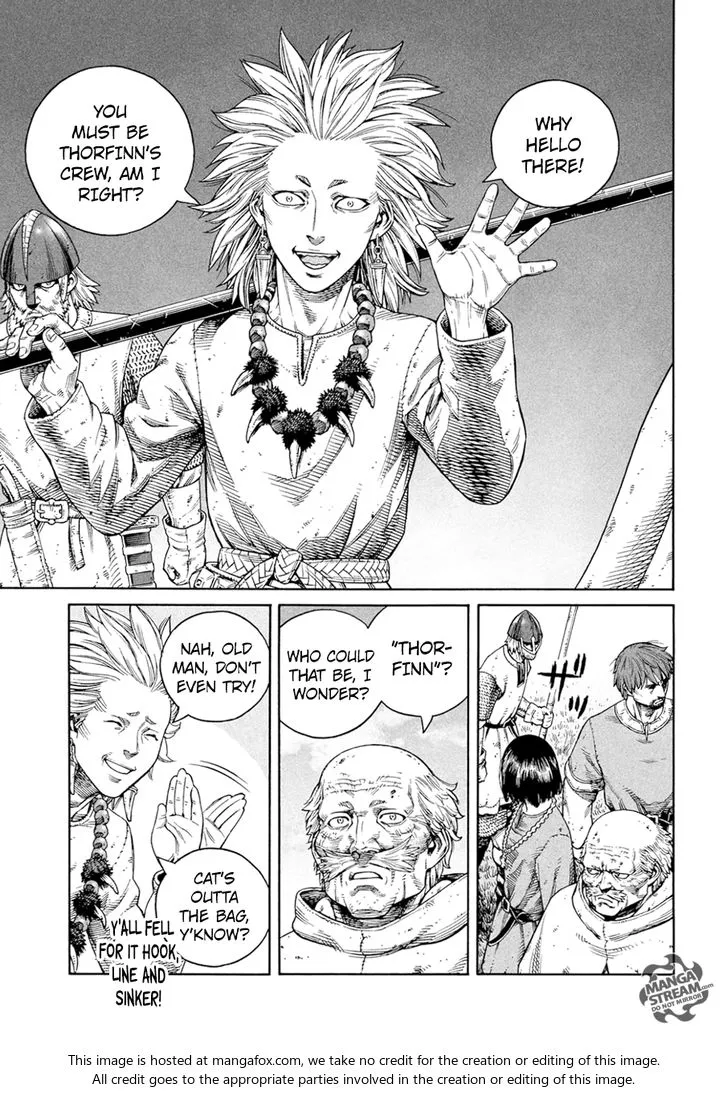 WHY
HELLO
THERE!
YOU
MUST BE
THORFINN'S
CREW, AM I
RIGHT?
"THOR-
FINN"?
WHO COULD
THAT BE, I
WONDER?
NAH, OLD
MAN, DON'T
EVEN TRY!
CAT'S
OUTTA
THE BAG,
Y'KNOW?
Y'ALL FELL
FOR IT HOOK,
LINE AND
SINKER!
MANGA
STREAM.com
DO NOT MIRROR
This image is hosted at mangafox.com, we take no credit for the creation or editing of this image.
All credit goes to the appropriate parties involved in the creation or editing of this image.